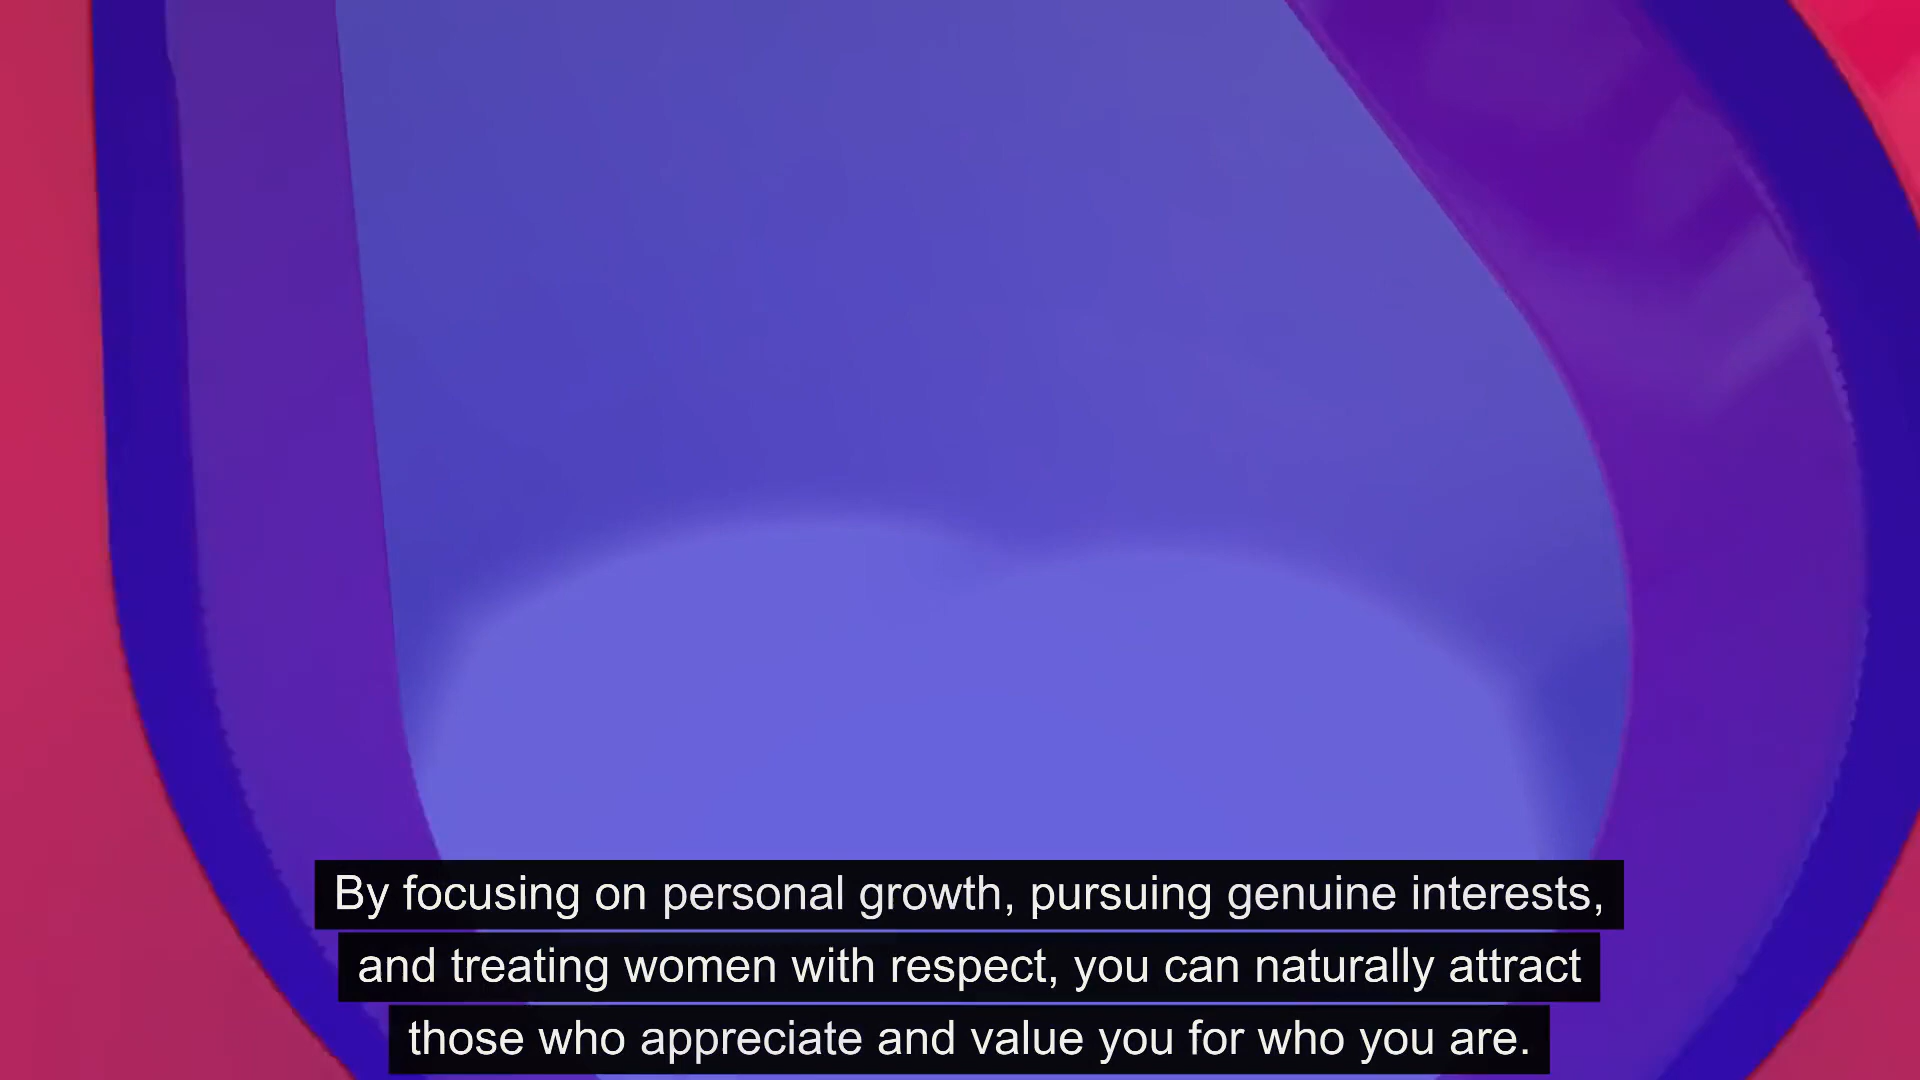 By focusing on personal growth, pursuing genuine interests,
and treating women with respect, you can naturally attract
those who appreciate and value you for who you are.